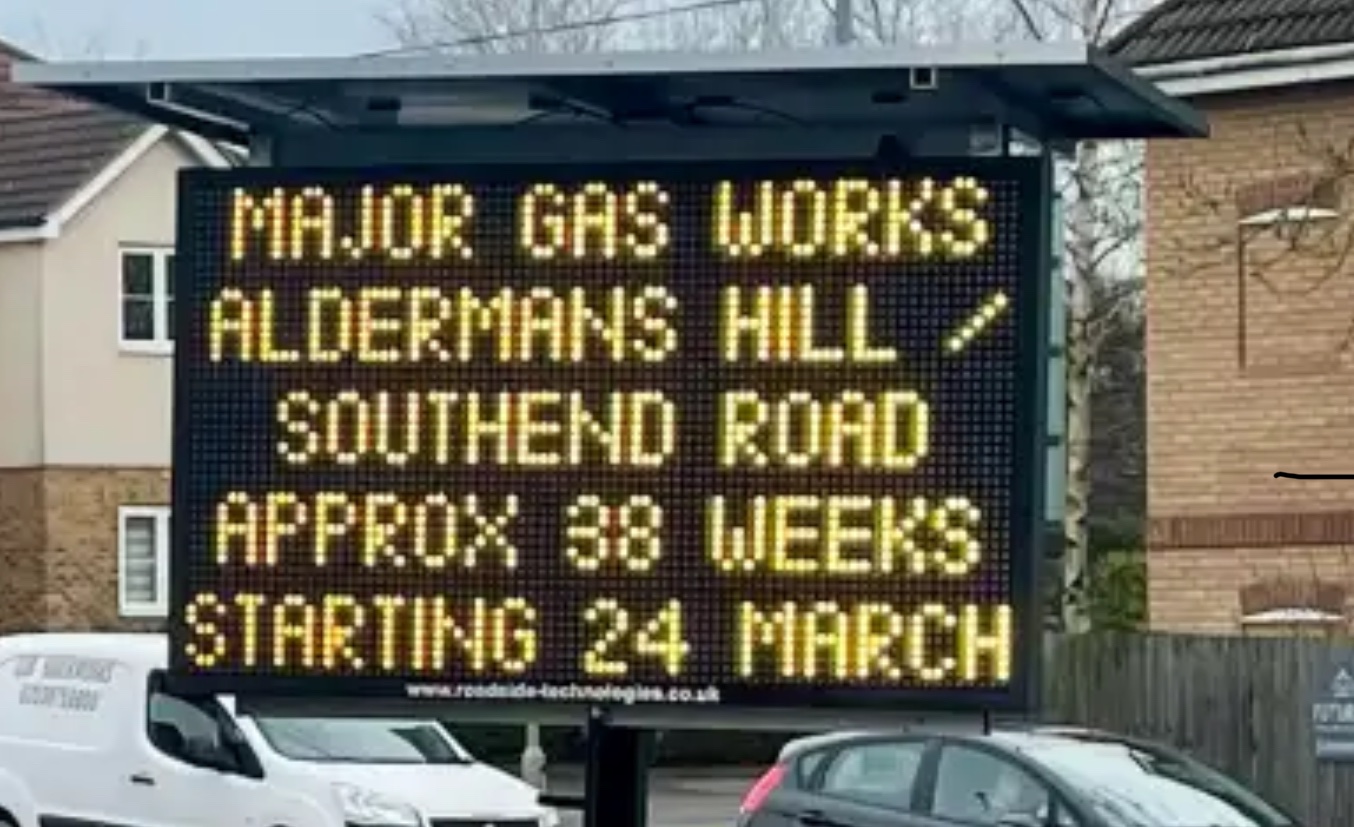 MAJOR GAS WORKS
ALDERMANS HILL /
SOUTHEND ROAD
APPROX 38 WEEKS
STARTING 24 MARCH
www.roadside-technologies.co.uk